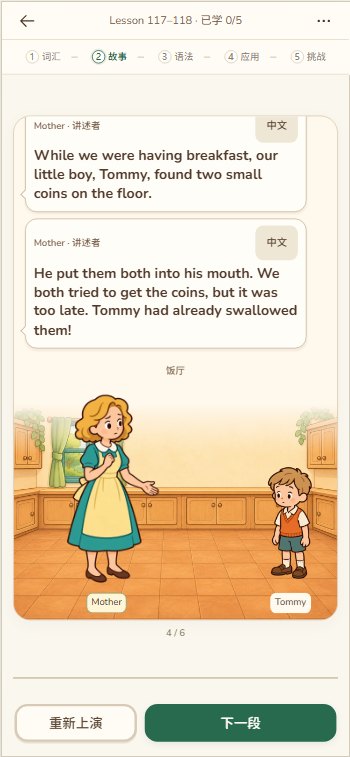 Lesson 117–118 · 已学 0/5
1 词汇 – 2 故事 – 3 语法 – 4 应用 – 5 挑战
Mother · 讲述者 中文
While we were having breakfast, our
little boy, Tommy, found two small
coins on the floor.
Mother · 讲述者 中文
He put them both into his mouth. We
both tried to get the coins, but it was
too late. Tommy had already swallowed
them!
饭厅
Mother Tommy
4 / 6
重新上演 下一段